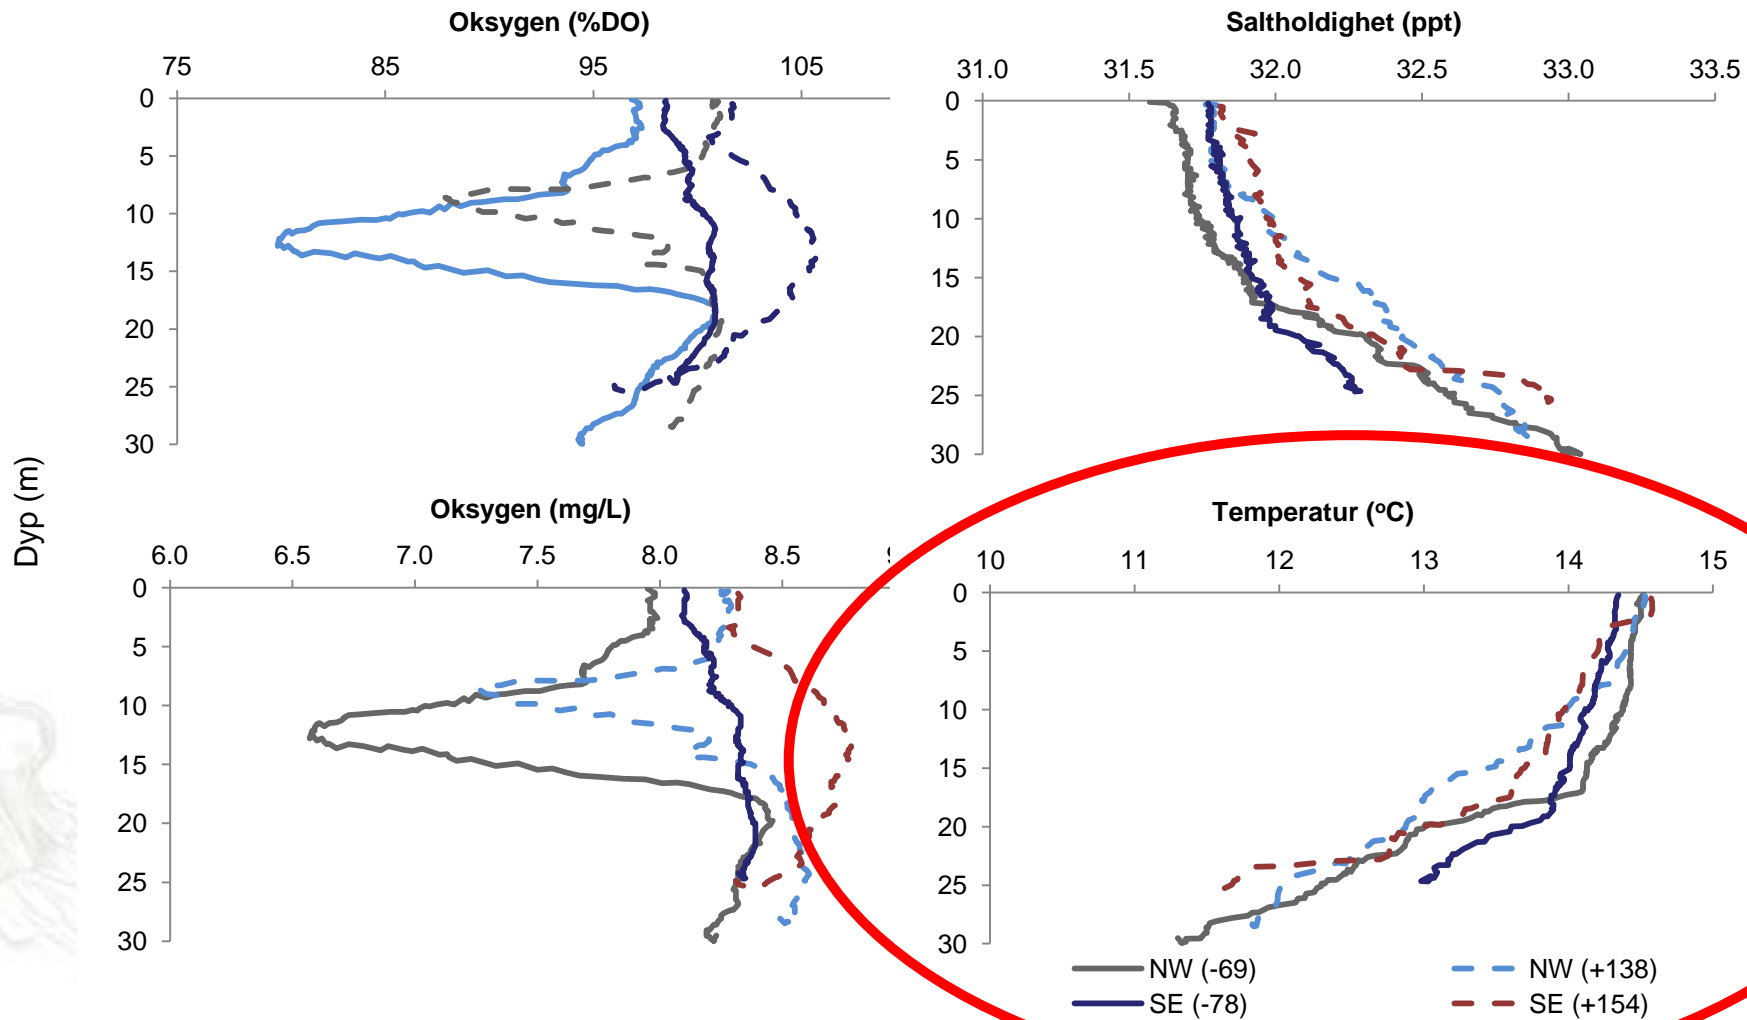 Oksygen (%DO)
75 85 95 105
0
5
10
15
20
25
30
Saltholdighet (ppt)
31.0 31.5 32.0 32.5 33.0 33.5
0
5
10
15
20
25
30
Dyp (m)
Oksygen (mg/L)
6.0 6.5 7.0 7.5 8.0 8.5
0
5
10
15
20
25
30
Temperatur (ºC)
10 11 12 13 14 15
0
5
10
15
20
25
30
NW (-69) NW (+138)
SE (-78) SE (+154)